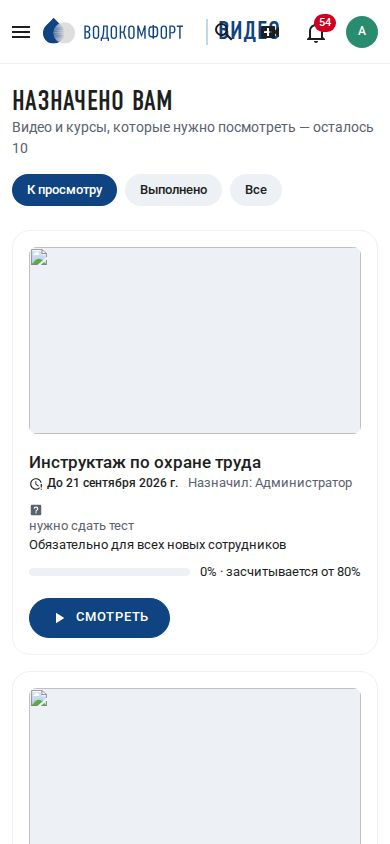 ВОДОКОМФОРТ
ВИДЕО
54
А
НАЗНАЧЕНО ВАМ
Видео и курсы, которые нужно посмотреть — осталось
10
К просмотру
Выполнено
Все
Инструктаж по охране труда
До 21 сентября 2026 г. Назначил: Администратор
нужно сдать тест
Обязательно для всех новых сотрудников
0% · засчитывается от 80%
СМОТРЕТЬ